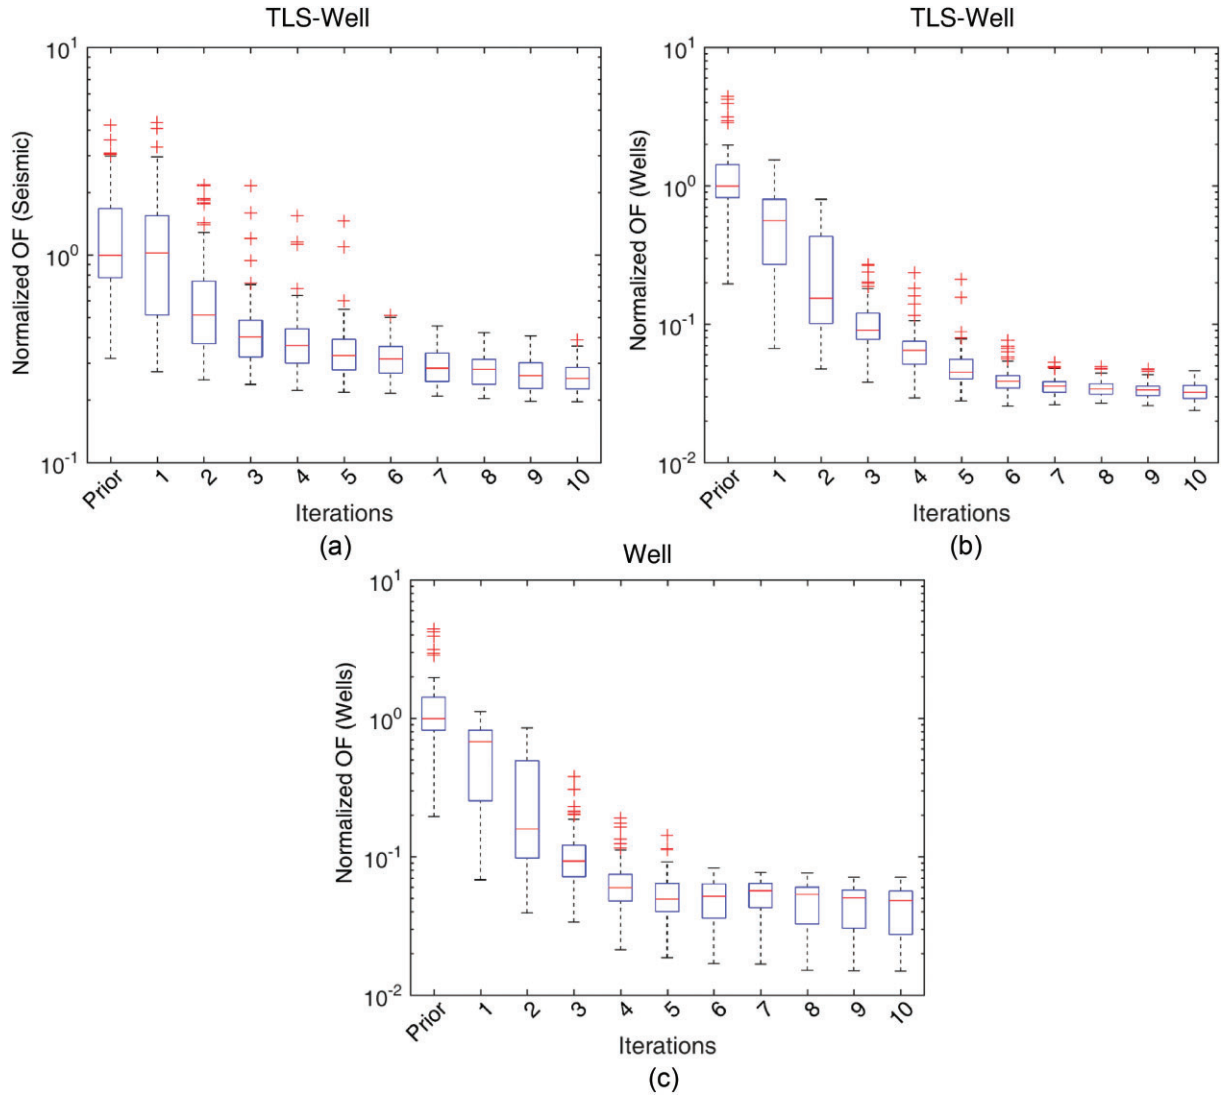 TLS-Well
Normalized OF (Seismic)
10^1
10^0
10^-1
Prior 1 2 3 4 5 6 7 8 9 10
Iterations
(a)
TLS-Well
Normalized OF (Wells)
10^1
10^0
10^-1
10^-2
Prior 1 2 3 4 5 6 7 8 9 10
Iterations
(b)
Well
Normalized OF (Wells)
10^1
10^0
10^-1
10^-2
Prior 1 2 3 4 5 6 7 8 9 10
Iterations
(c)